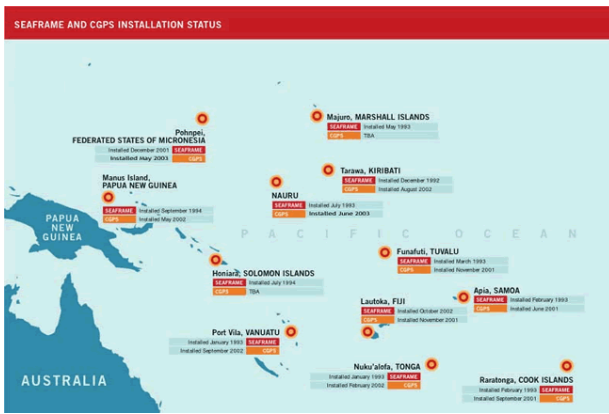 SEAFRAME AND CGPS INSTALLATION STATUS
Majuro, MARSHALL ISLANDS
SEAFRAME Installed May 1993
CGPS TBA
Pohnpei,
FEDERATED STATES OF MICRONESIA
Installed December 2001 SEAFRAME
Installed may 2003 CGPS
Tarawa, KIRIBATI
SEAFRAME Installed December 1992
CGPS Installed August 2002
Manus Island,
PAPUA NEW GUINEA
SEAFRAME Installed September 1994
CGPS Installed May 2002
NAURU
SEAFRAME Installed July 1993
CGPS Installed June 2003
PAPUA
NEW
GUINEA
PACIFIC OCEAN
Funafuti, TUVALU
SEAFRAME Installed March 1993
CGPS Installed November 2001
Honiara, SOLOMON ISLANDS
SEAFRAME Installed July 1994
CGPS TBA
Apia, SAMOA
SEAFRAME Installed February 1993
CGPS Installed June 2001
Lautoka, FIJI
SEAFRAME Installed October 2002
CGPS Installed November 2001
Port Vila, VANUATU
Installed January 1993 SEAFRAME
Installed September 2002 CGPS
Nuku'alofa, TONGA
Installed January 1993 SEAFRAME
Installed February 2002 CGPS
Raratonga, COOK ISLANDS
Installed February 1993 SEAFRAME
Installed September 2001 CGPS
AUSTRALIA